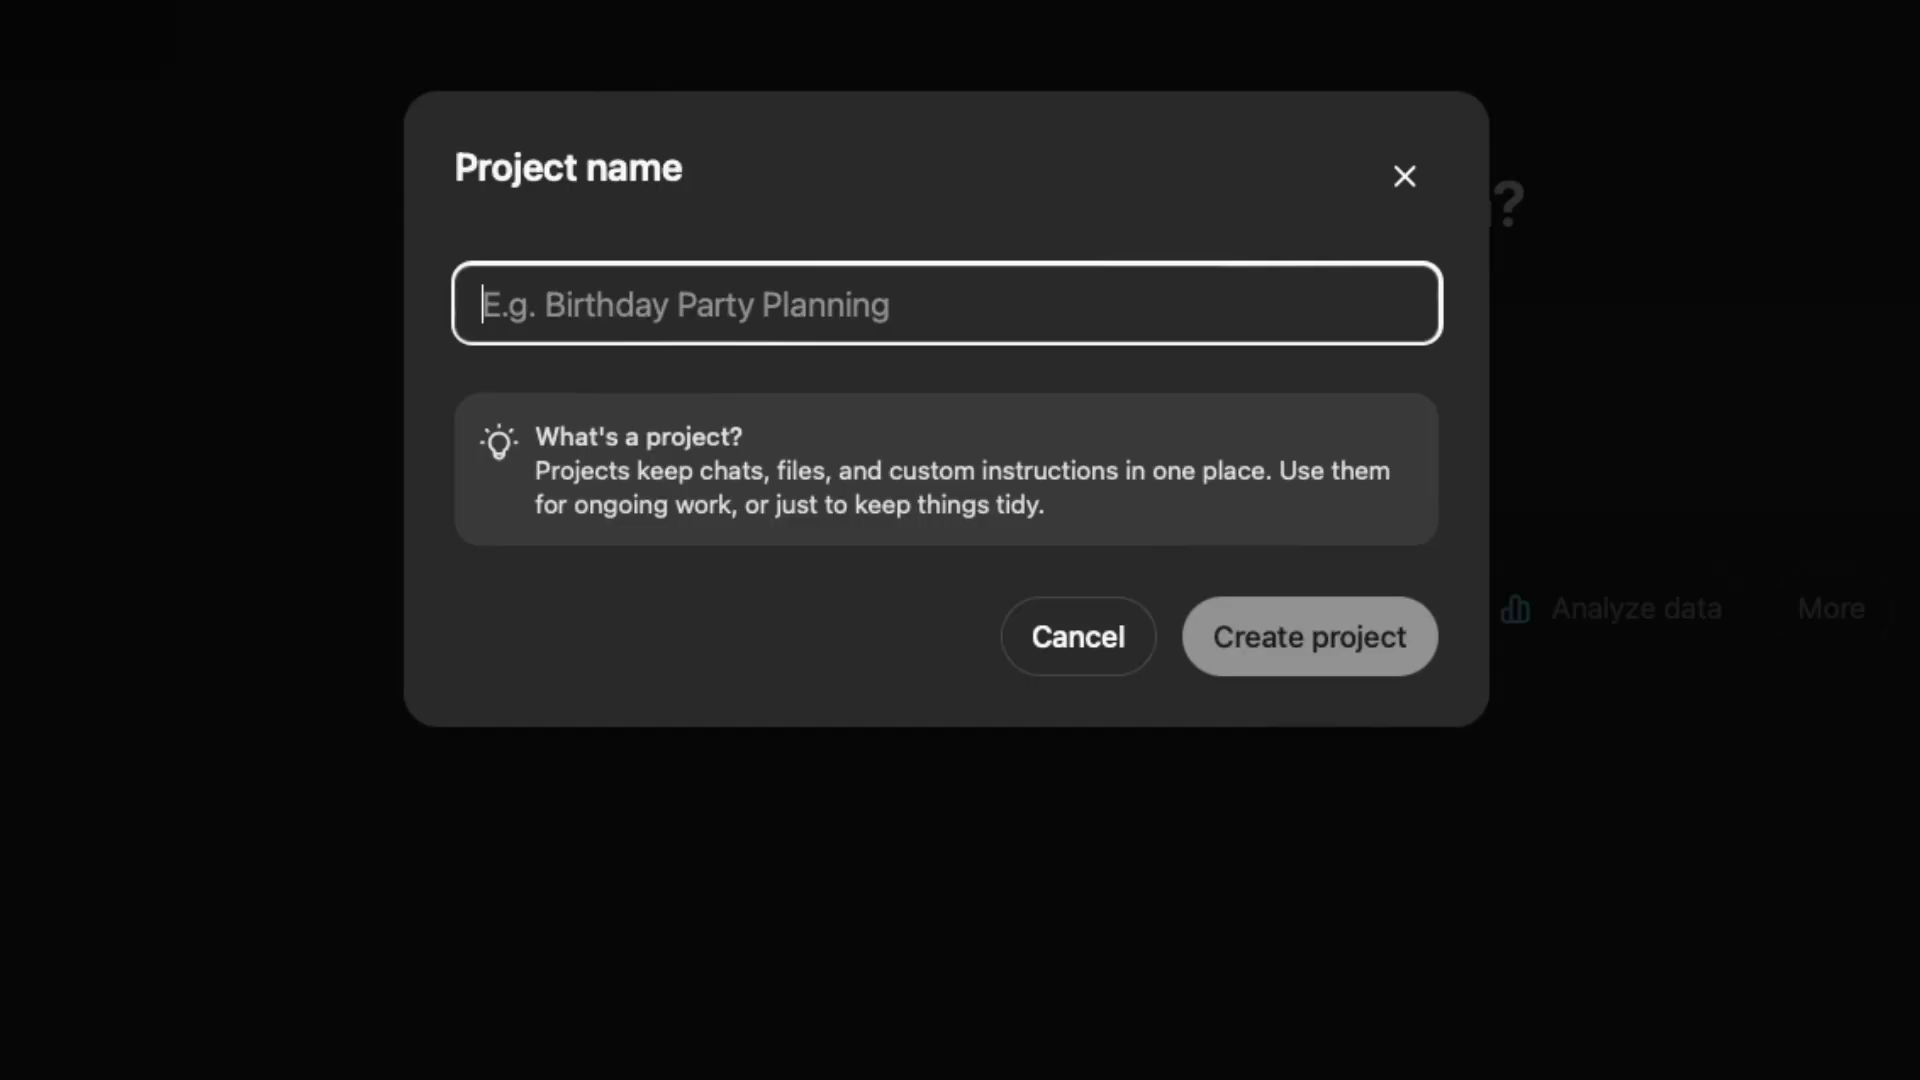 Project name
?
E.g. Birthday Party Planning
What's a project?
Projects keep chats, files, and custom instructions in one place. Use them
for ongoing work, or just to keep things tidy.
Cancel
Create project
Analyze data
More